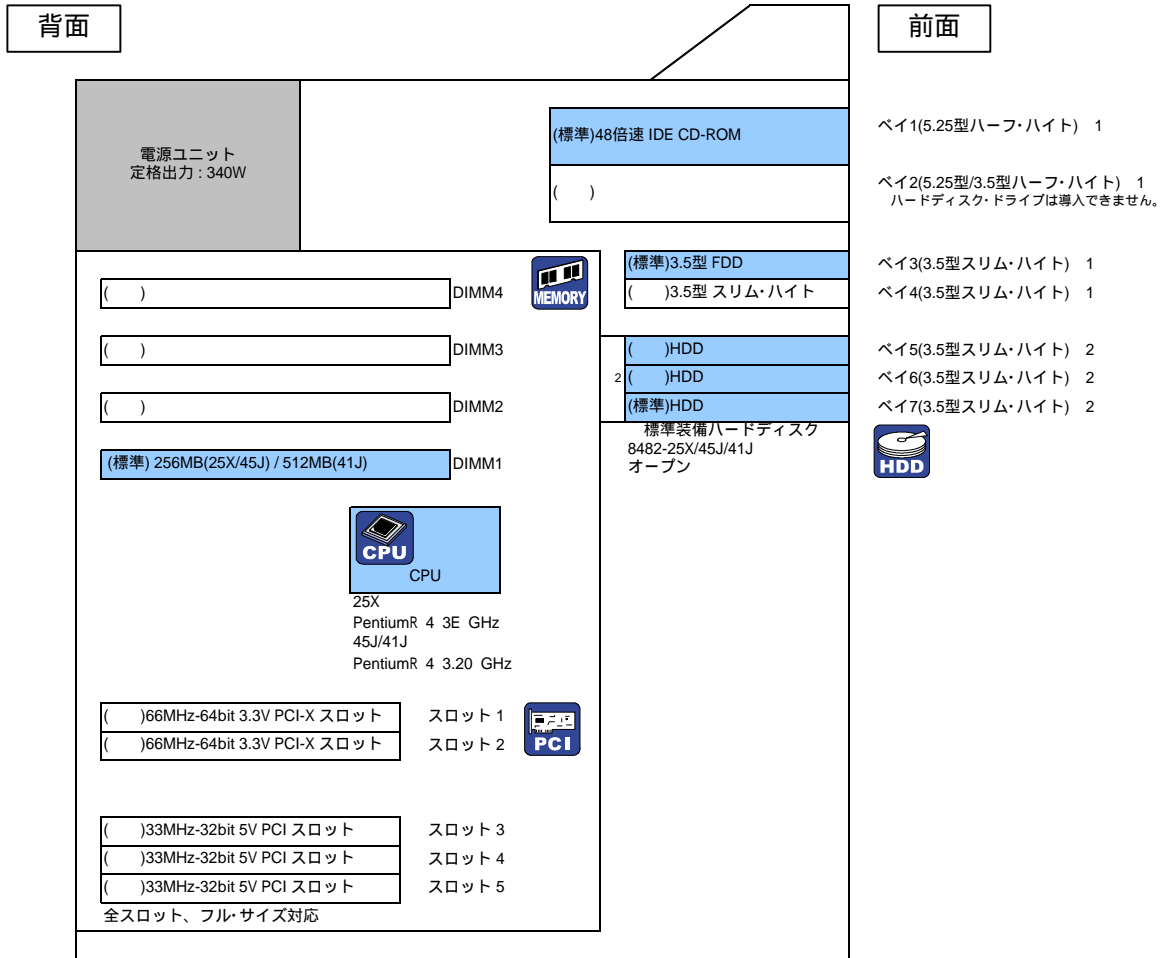 背面
前面
電源ユニット
定格出力 : 340W
(標準)48倍速 IDE CD-ROM
ベイ1(5.25型ハーフ・ハイト) 1
( )
ベイ2(5.25型/3.5型ハーフ・ハイト) 1
ハードディスク・ドライブは導入できません。
(標準)3.5型 FDD
ベイ3(3.5型スリム・ハイト) 1
( )
DIMM4
MEMORY
( )3.5型 スリム・ハイト
ベイ4(3.5型スリム・ハイト) 1
( )
DIMM3
( )HDD
ベイ5(3.5型スリム・ハイト) 2
2
( )HDD
ベイ6(3.5型スリム・ハイト) 2
( )
DIMM2
(標準)HDD
ベイ7(3.5型スリム・ハイト) 2
標準装備ハードディスク
8482-25X/45J/41J
オープン
HDD
(標準) 256MB(25X/45J) / 512MB(41J)
DIMM1
CPU
CPU
25X
PentiumR 4 3E GHz
45J/41J
PentiumR 4 3.20 GHz
( )66MHz-64bit 3.3V PCI-X スロット
スロット 1
( )66MHz-64bit 3.3V PCI-X スロット
スロット 2
PCI
( )33MHz-32bit 5V PCI スロット
スロット 3
( )33MHz-32bit 5V PCI スロット
スロット 4
( )33MHz-32bit 5V PCI スロット
スロット 5
全スロット、フル・サイズ対応